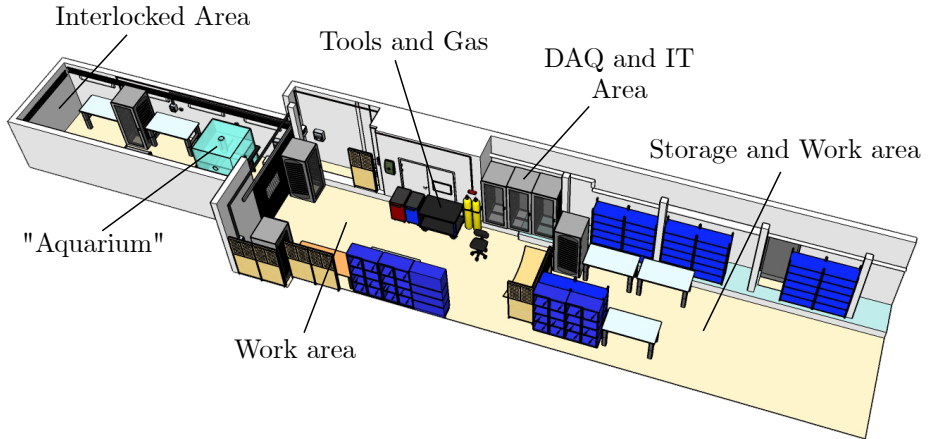 Interlocked Area
Tools and Gas
DAQ and IT
Area
Storage and Work area
"Aquarium"
Work area